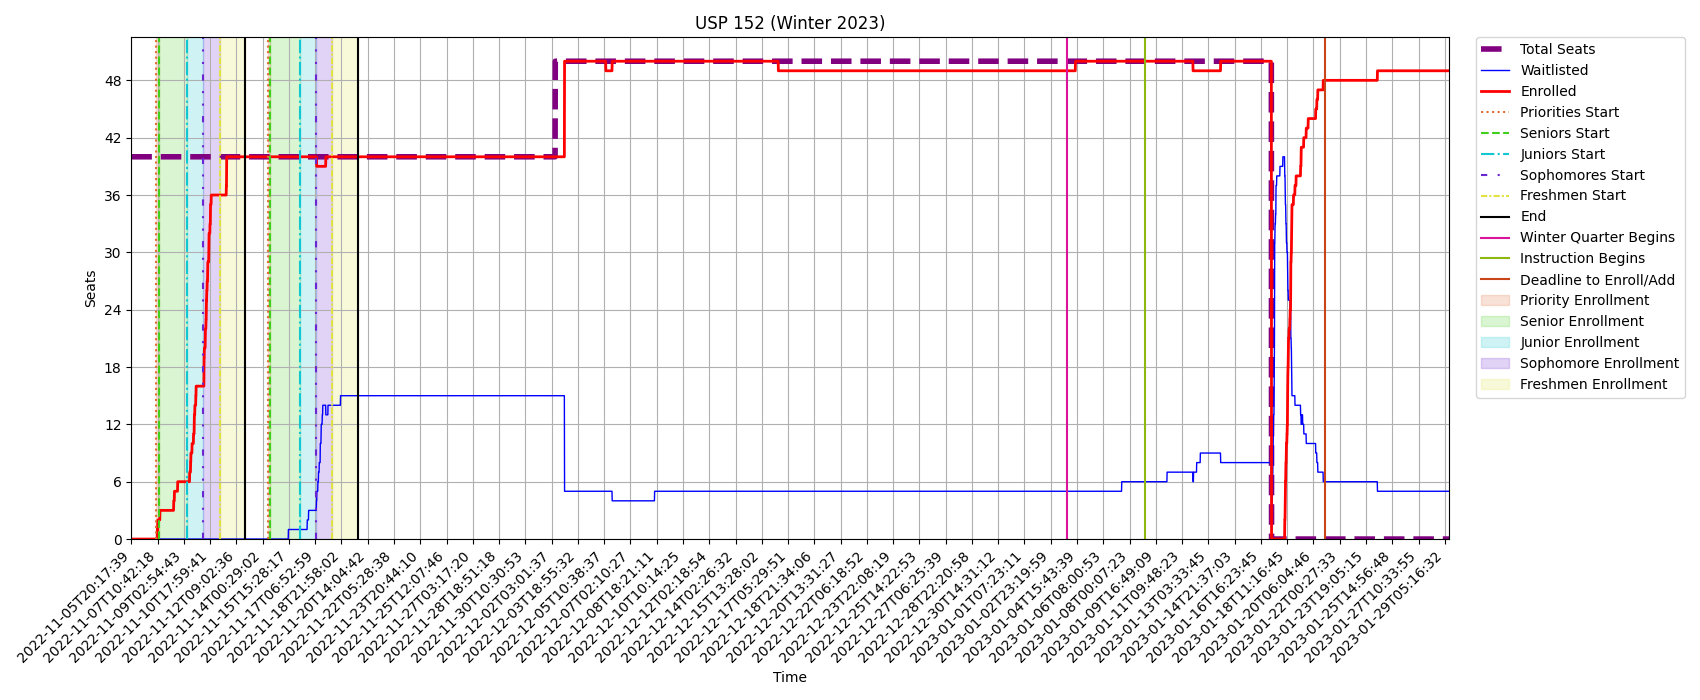 USP 152 (Winter 2023)
Seats
48
42
36
30
24
18
12
6
0
2022-11-05T20:17:39
2022-11-07T10:42:18
2022-11-09T02:54:43
2022-11-10T17:59:41
2022-11-12T09:02:36
2022-11-14T00:29:02
2022-11-15T15:28:17
2022-11-17T06:52:59
2022-11-18T21:58:02
2022-11-20T14:04:42
2022-11-22T05:28:38
2022-11-23T20:44:10
2022-11-25T12:07:46
2022-11-27T03:17:20
2022-11-28T18:51:18
2022-11-30T10:30:53
2022-12-02T03:01:37
2022-12-03T18:55:32
2022-12-05T10:38:37
2022-12-07T02:10:27
2022-12-08T18:21:11
2022-12-10T10:14:25
2022-12-12T02:18:54
2022-12-14T02:26:32
2022-12-15T13:28:02
2022-12-17T05:29:51
2022-12-18T21:34:06
2022-12-20T13:31:27
2022-12-22T06:18:52
2022-12-23T22:08:19
2022-12-25T14:22:53
2022-12-27T06:25:39
2022-12-28T22:20:58
2022-12-30T14:31:12
2023-01-01T07:23:11
2023-01-02T23:19:59
2023-01-04T15:43:39
2023-01-06T08:00:53
2023-01-08T00:07:23
2023-01-09T16:49:09
2023-01-11T09:48:23
2023-01-13T03:33:45
2023-01-14T21:37:03
2023-01-16T16:23:45
2023-01-18T11:16:45
2023-01-20T06:04:46
2023-01-22T00:27:33
2023-01-23T19:05:15
2023-01-25T14:56:48
2023-01-27T10:33:55
2023-01-29T05:16:32
Time
Total Seats
Waitlisted
Enrolled
Priorities Start
Seniors Start
Juniors Start
Sophomores Start
Freshmen Start
End
Winter Quarter Begins
Instruction Begins
Deadline to Enroll/Add
Priority Enrollment
Senior Enrollment
Junior Enrollment
Sophomore Enrollment
Freshmen Enrollment